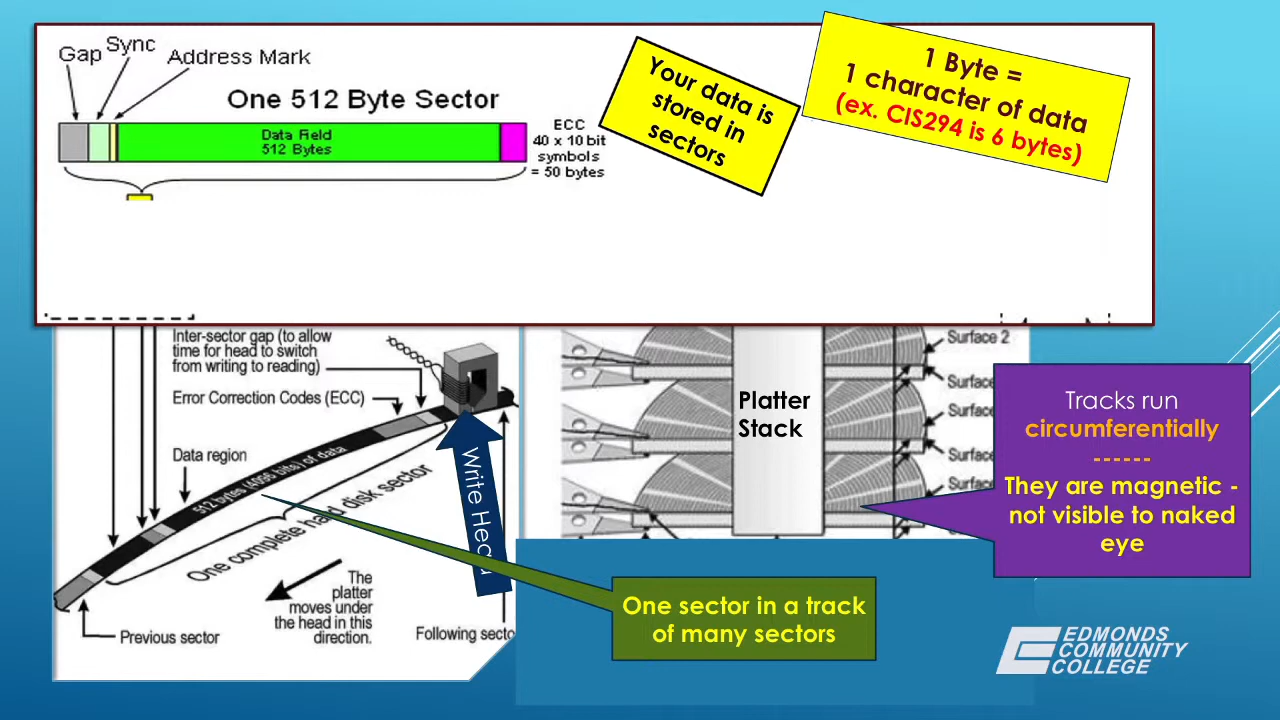 Gap
Sync
Address Mark
One 512 Byte Sector
Data Field
512 Bytes
ECC
40 x 10 bit
symbols
= 50 bytes
Your data is
stored in
sectors
1 Byte =
1 character of data
(ex. CIS294 is 6 bytes)
Inter-sector gap (to allow
time for head to switch
from writing to reading)
Error Correction Codes (ECC)
Data region
512 bytes (4096 bits) of data
One complete hard disk sector
Write Head
The
platter
moves under
the head in this
direction.
Previous sector
Following secto
Platter
Stack
Surface 2
Surface
Surface
Surface
Tracks run
circumferentially
------
They are magnetic -
not visible to naked
eye
One sector in a track
of many sectors
EDMONDS
COMMUNITY
COLLEGE